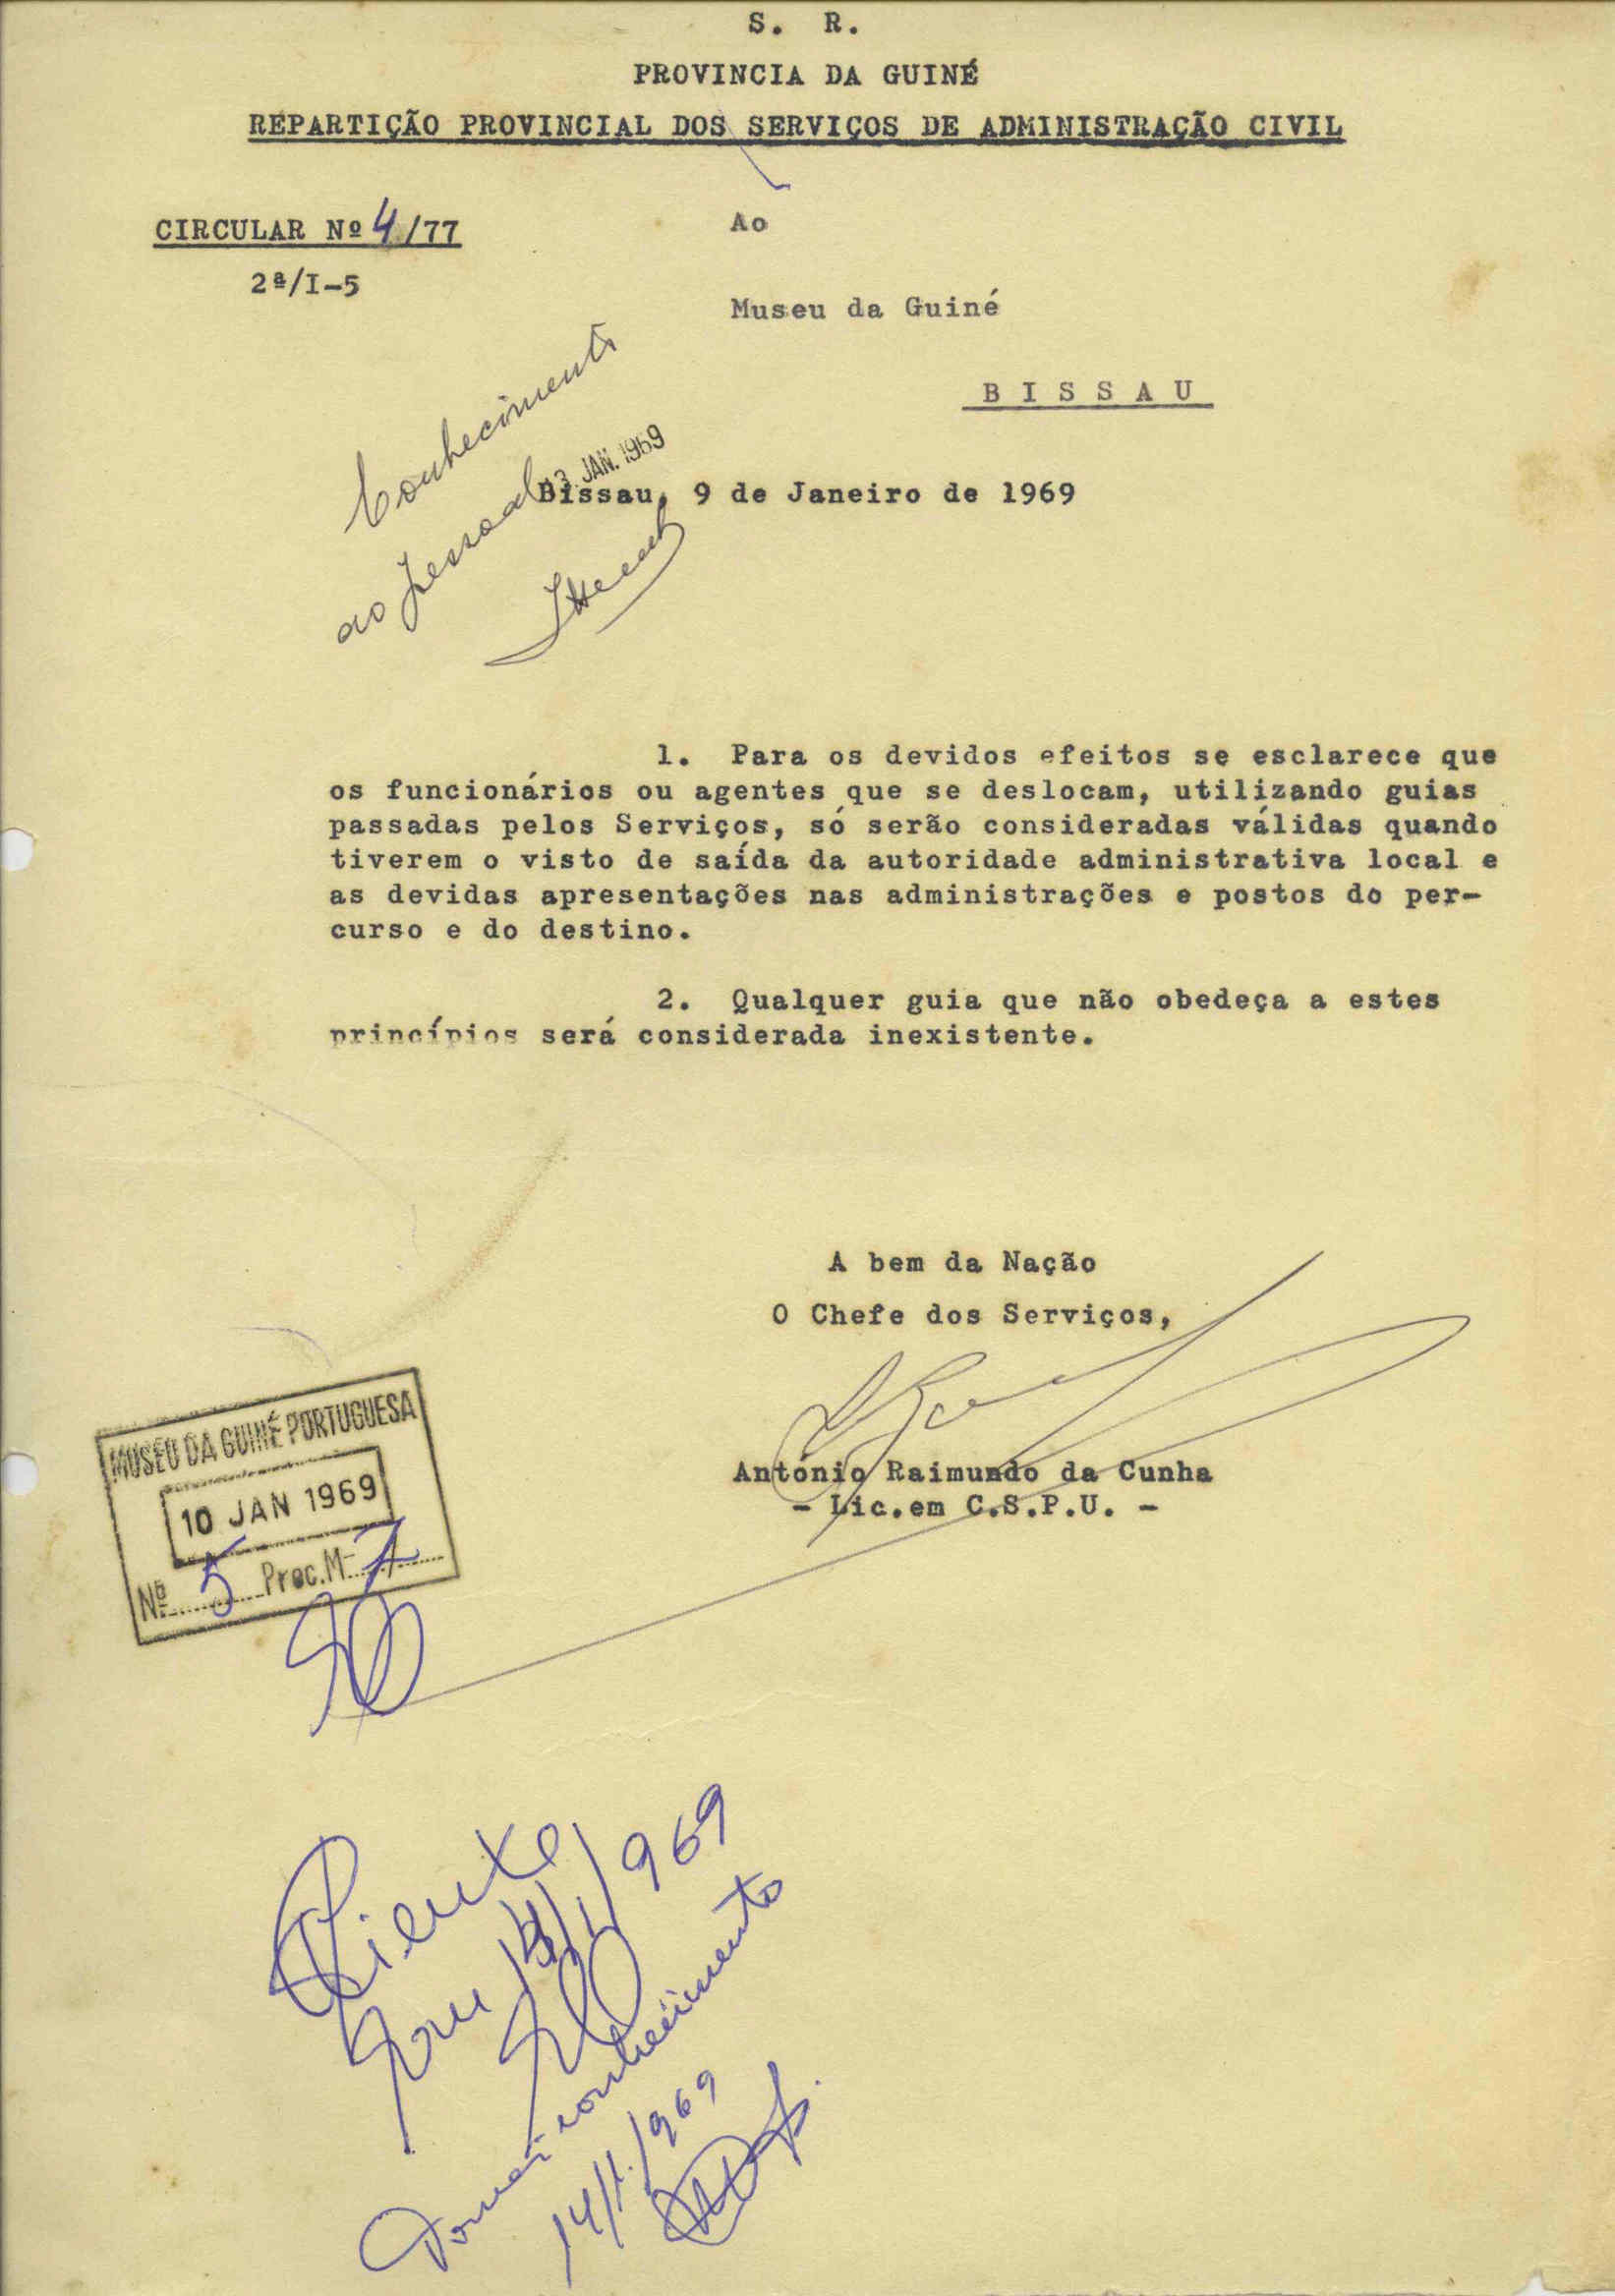 S. R.
PROVINCIA DA GUINÉ
REPARTIÇÃO PROVINCIAL DOS SERVIÇOS DE ADMINISTRAÇÃO CIVIL
CIRCULAR Nº 4/77
2ª/I-5
Ao
Museu da Guiné
B I S S A U
Conhecimento
ao pessoal
13 JAN. 1969
Bissau, 9 de Janeiro de 1969
1. Para os devidos efeitos se esclarece que
os funcionários ou agentes que se deslocam, utilizando guias
passadas pelos Serviços, só serão consideradas válidas quando
tiverem o visto de saída da autoridade administrativa local e
as devidas apresentações nas administrações e postos do per-
curso e do destino.
2. Qualquer guia que não obedeça a estes
princípios será considerada inexistente.
A bem da Nação
O Chefe dos Serviços,
António Raimundo da Cunha
- Lic.em C.S.P.U. -
MUSEU DA GUINÉ PORTUGUESA
10 JAN 1969
Nº 5 Proc. M- 7
Ciente
Em 1/969
Tomei conhecimento
14/1/969